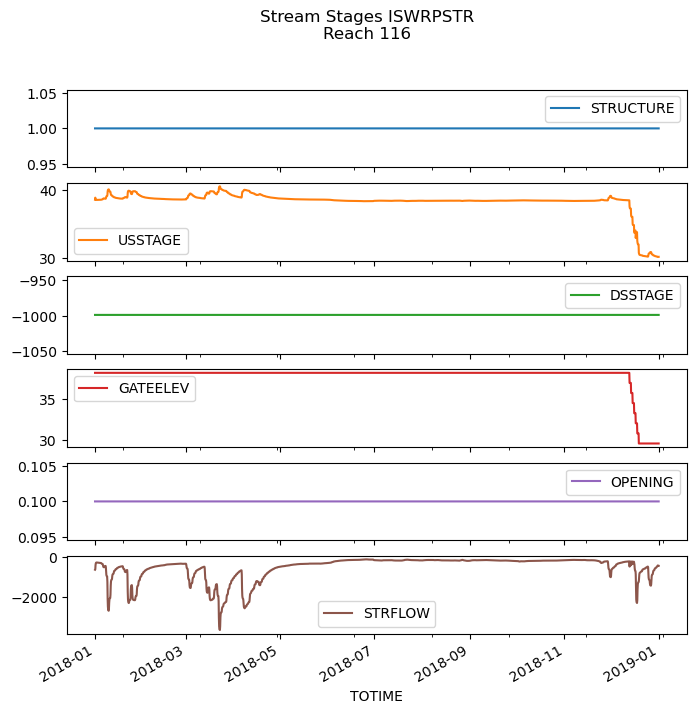 Stream Stages ISWRPSTR
Reach 116
1.05
1.00
0.95
STRUCTURE
40
30
USSTAGE
−950
−1000
−1050
DSSTAGE
35
30
GATEELEV
0.105
0.100
0.095
OPENING
0
−2000
STRFLOW
2018-01
2018-03
2018-05
2018-07
2018-09
2018-11
2019-01
TOTIME